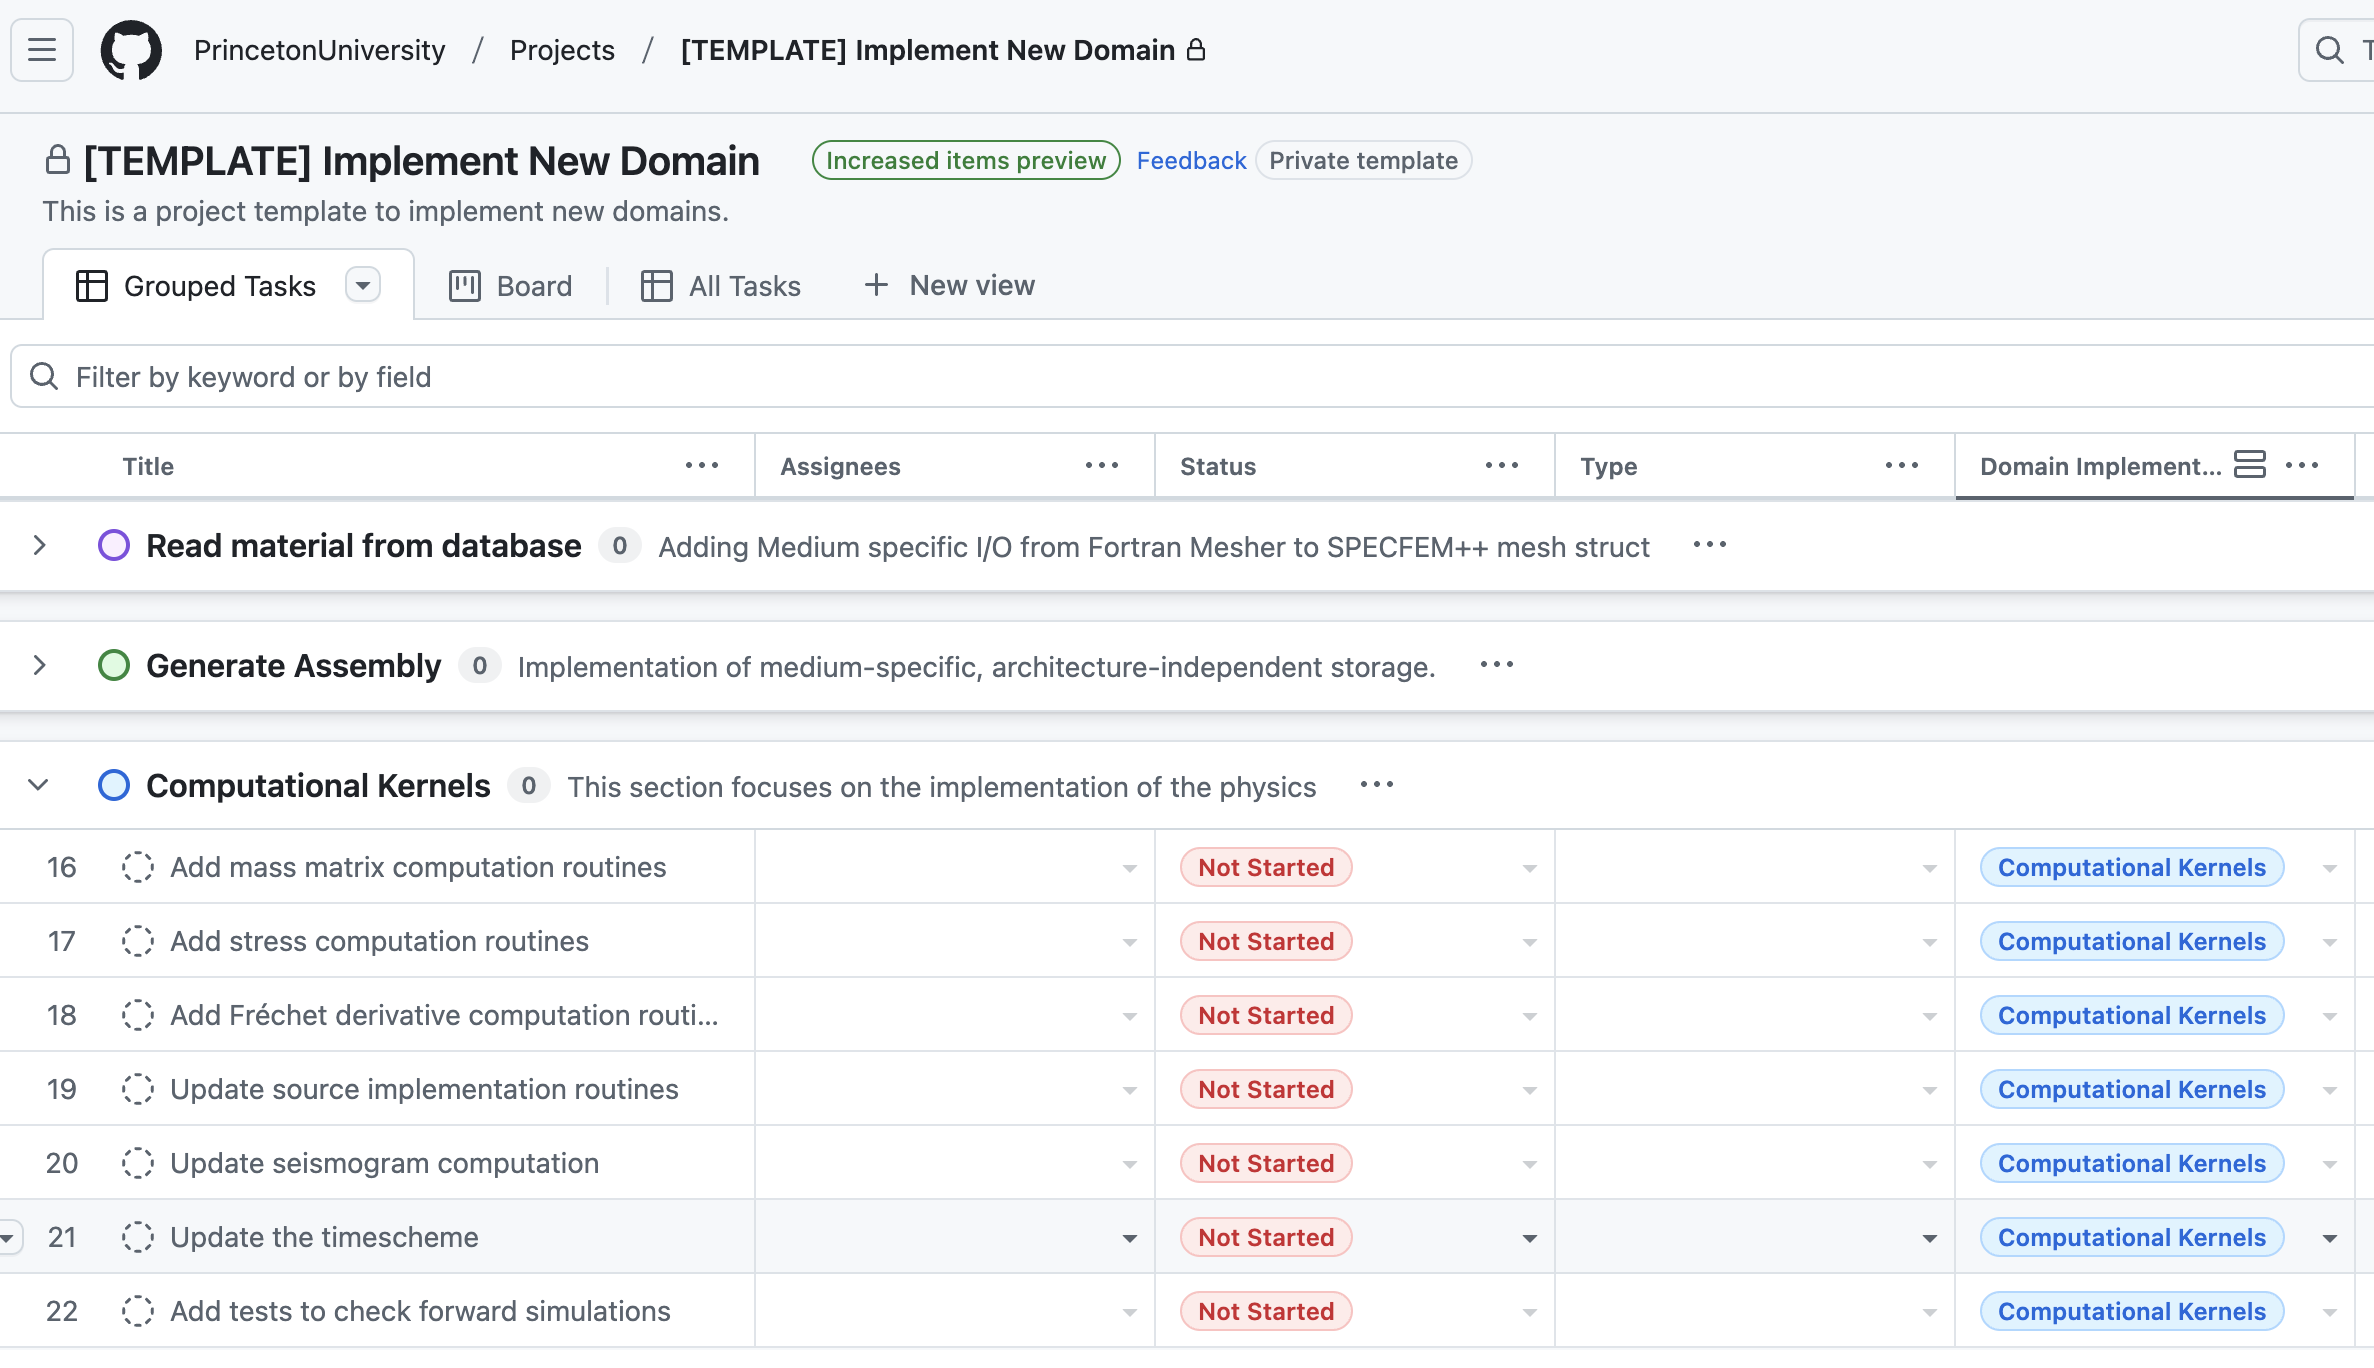 PrincetonUniversity / Projects / [TEMPLATE] Implement New Domain
[TEMPLATE] Implement New Domain Increased items preview Feedback Private template
This is a project template to implement new domains.
Grouped Tasks Board All Tasks + New view
Filter by keyword or by field
Title Assignees Status Type Domain Implement...
Read material from database 0 Adding Medium specific I/O from Fortran Mesher to SPECFEM++ mesh struct
Generate Assembly 0 Implementation of medium-specific, architecture-independent storage.
Computational Kernels 0 This section focuses on the implementation of the physics
16 Add mass matrix computation routines Not Started Computational Kernels
17 Add stress computation routines Not Started Computational Kernels
18 Add Fréchet derivative computation routi... Not Started Computational Kernels
19 Update source implementation routines Not Started Computational Kernels
20 Update seismogram computation Not Started Computational Kernels
21 Update the timescheme Not Started Computational Kernels
22 Add tests to check forward simulations Not Started Computational Kernels